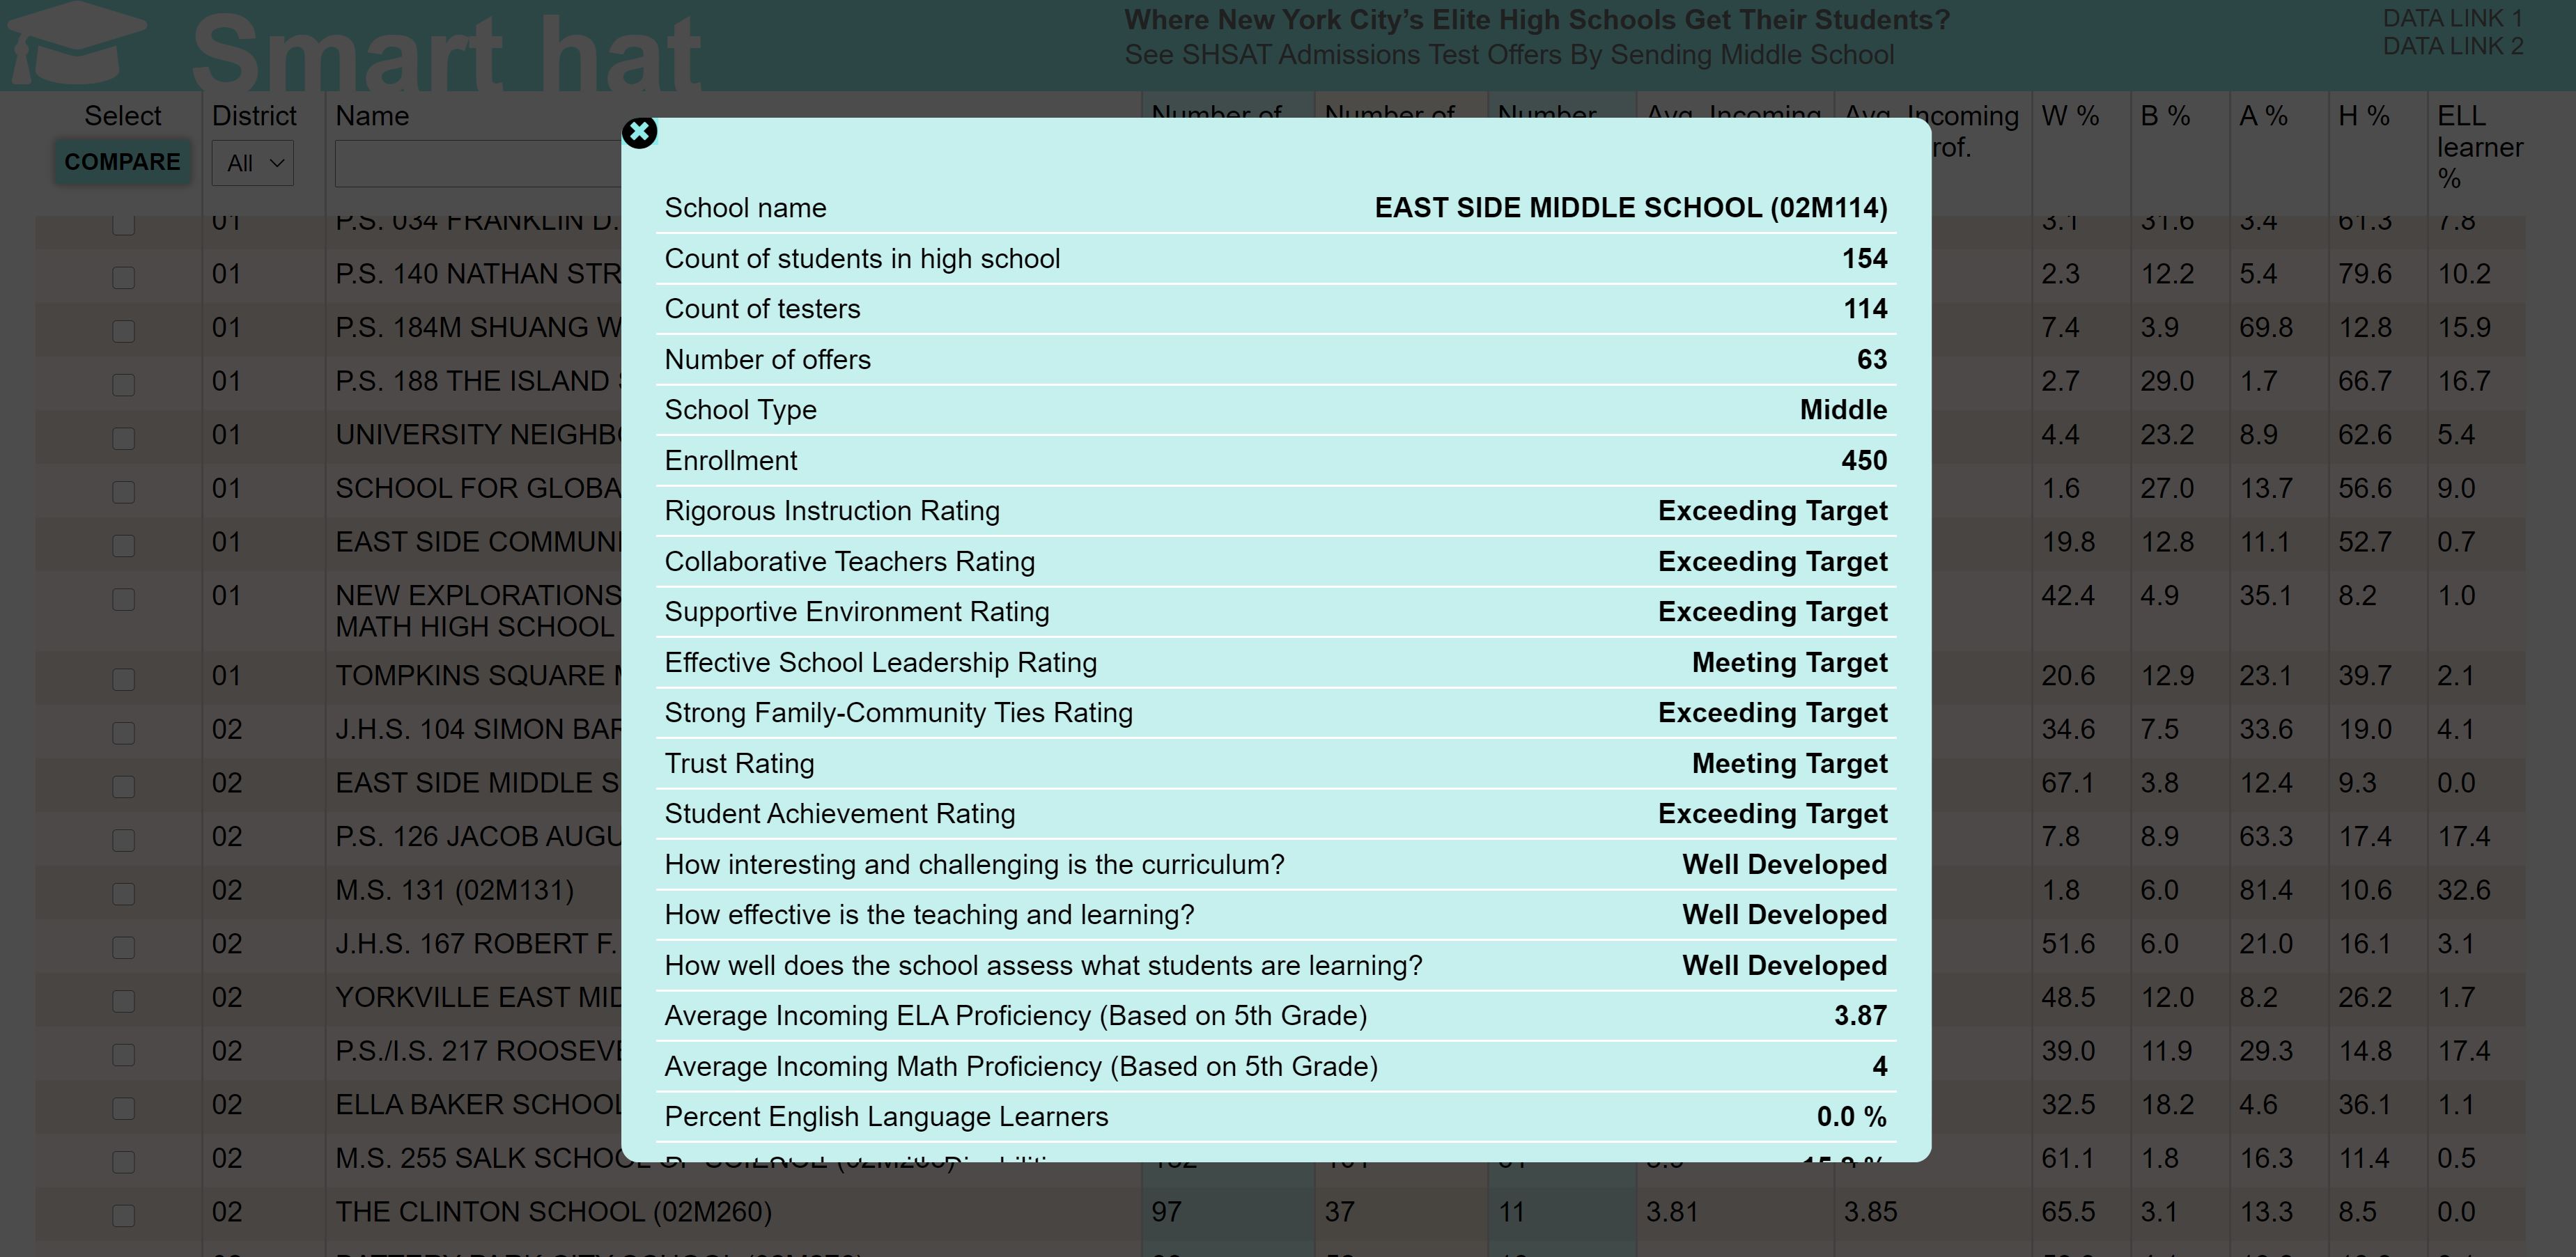 Smart hat
Where New York City’s Elite High Schools Get Their Students?
See SHSAT Admissions Test Offers By Sending Middle School
DATA LINK 1
DATA LINK 2
Select District Name Number of Number of Number Avg. Incoming Avg. Incoming W % B % A % H % ELL
rof. learner
%
COMPARE All
01 P.S. 034 FRANKLIN D. 3.1 31.6 3.4 61.3 7.8
01 P.S. 140 NATHAN STR 2.3 12.2 5.4 79.6 10.2
01 P.S. 184M SHUANG W 7.4 3.9 69.8 12.8 15.9
01 P.S. 188 THE ISLAND 2.7 29.0 1.7 66.7 16.7
01 UNIVERSITY NEIGHB 4.4 23.2 8.9 62.6 5.4
01 SCHOOL FOR GLOBA 1.6 27.0 13.7 56.6 9.0
01 EAST SIDE COMMUN 19.8 12.8 11.1 52.7 0.7
01 NEW EXPLORATIONS 42.4 4.9 35.1 8.2 1.0
MATH HIGH SCHOOL
01 TOMPKINS SQUARE 20.6 12.9 23.1 39.7 2.1
02 J.H.S. 104 SIMON BAR 34.6 7.5 33.6 19.0 4.1
02 EAST SIDE MIDDLE S 67.1 3.8 12.4 9.3 0.0
02 P.S. 126 JACOB AUGU 7.8 8.9 63.3 17.4 17.4
02 M.S. 131 (02M131) 1.8 6.0 81.4 10.6 32.6
02 J.H.S. 167 ROBERT F. 51.6 6.0 21.0 16.1 3.1
02 YORKVILLE EAST MID 48.5 12.0 8.2 26.2 1.7
02 P.S./I.S. 217 ROOSEVE 39.0 11.9 29.3 14.8 17.4
02 ELLA BAKER SCHOOL 32.5 18.2 4.6 36.1 1.1
02 M.S. 255 SALK SCHOOL 61.1 1.8 16.3 11.4 0.5
02 THE CLINTON SCHOOL (02M260) 97 37 11 3.81 3.85 65.5 3.1 13.3 8.5 0.0
School name EAST SIDE MIDDLE SCHOOL (02M114)
Count of students in high school 154
Count of testers 114
Number of offers 63
School Type Middle
Enrollment 450
Rigorous Instruction Rating Exceeding Target
Collaborative Teachers Rating Exceeding Target
Supportive Environment Rating Exceeding Target
Effective School Leadership Rating Meeting Target
Strong Family-Community Ties Rating Exceeding Target
Trust Rating Meeting Target
Student Achievement Rating Exceeding Target
How interesting and challenging is the curriculum? Well Developed
How effective is the teaching and learning? Well Developed
How well does the school assess what students are learning? Well Developed
Average Incoming ELA Proficiency (Based on 5th Grade) 3.87
Average Incoming Math Proficiency (Based on 5th Grade) 4
Percent English Language Learners 0.0 %